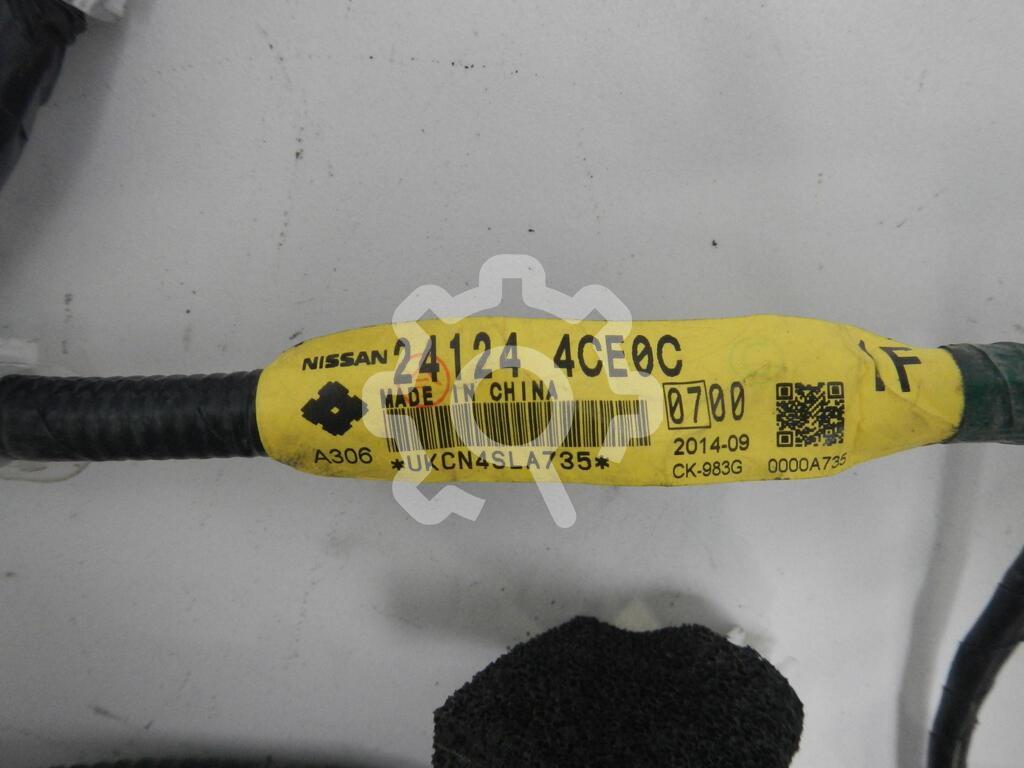 NISSAN 24124 4CE0C
MADE IN CHINA
0700
A306
*UKCN4SLA735*
2014-09
CK-983G 0000A735
1F